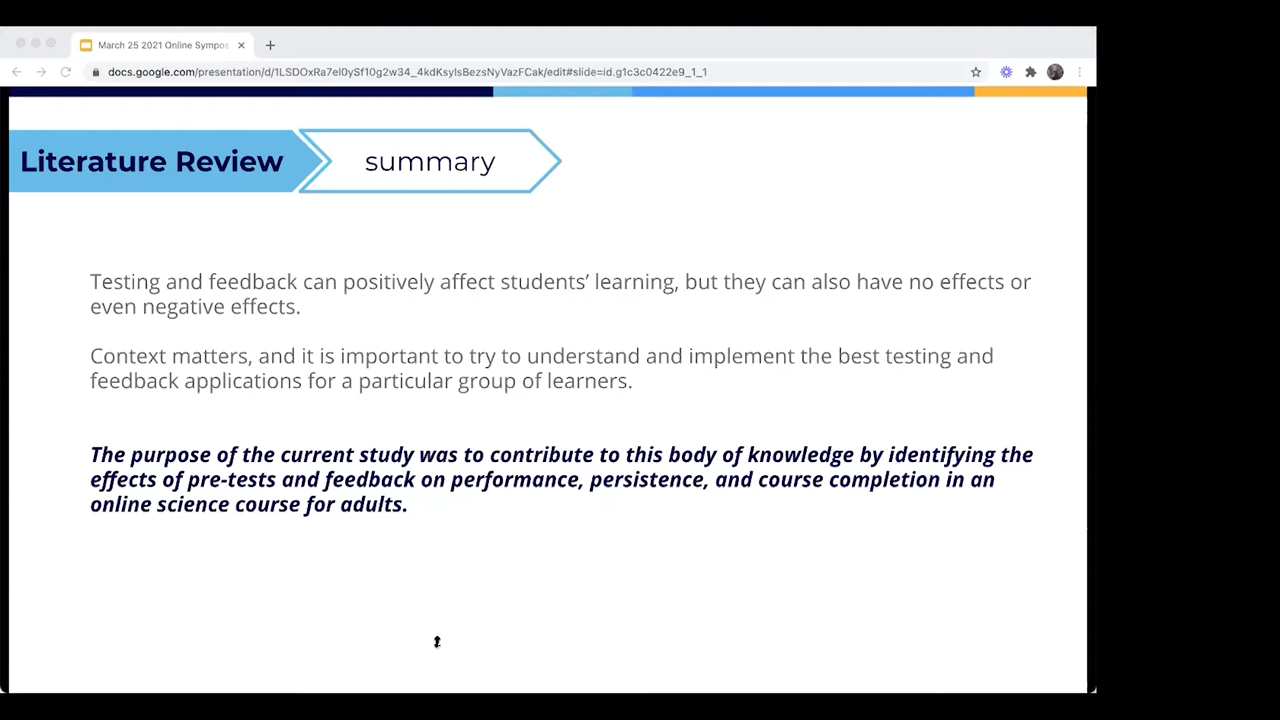 March 25 2021 Online Sympos
docs.google.com/presentation/d/1LSDOxRa7el0ySf10g2w34_4kdKsylsBezsNyVazFCak/edit#slide=id.g1c3c0422e9_1_1
Literature Review
summary
Testing and feedback can positively affect students’ learning, but they can also have no effects or
even negative effects.
Context matters, and it is important to try to understand and implement the best testing and
feedback applications for a particular group of learners.
The purpose of the current study was to contribute to this body of knowledge by identifying the
effects of pre-tests and feedback on performance, persistence, and course completion in an
online science course for adults.